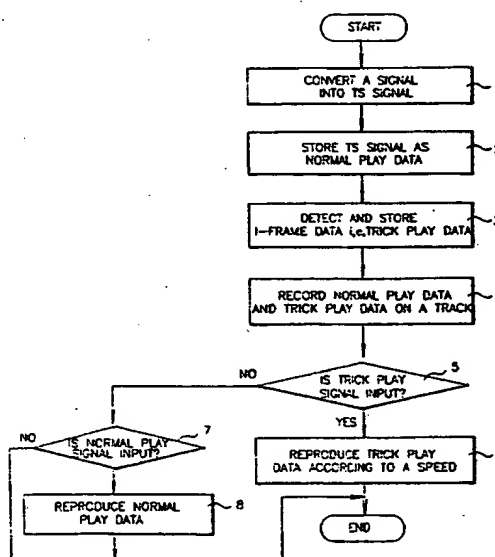 START
CONVERT A SIGNAL
INTO TS SIGNAL
STORE TS SIGNAL AS
NORMAL PLAY DATA
DETECT AND STORE
I-FRAME DATA i,e,TRICK PLAY DATA
RECORD NORMAL PLAY DATA
AND TRICK PLAY DATA ON A TRACK
5
NO
IS TRICK PLAY
SIGNAL INPUT?
YES
NO
7
IS NORMAL PLAY
SIGNAL INPUT?
REPRODUCE TRICK PLAY
DATA ACCORDING TO A SPEED
REPRODUCE NORMAL
PLAY DATA
8
END